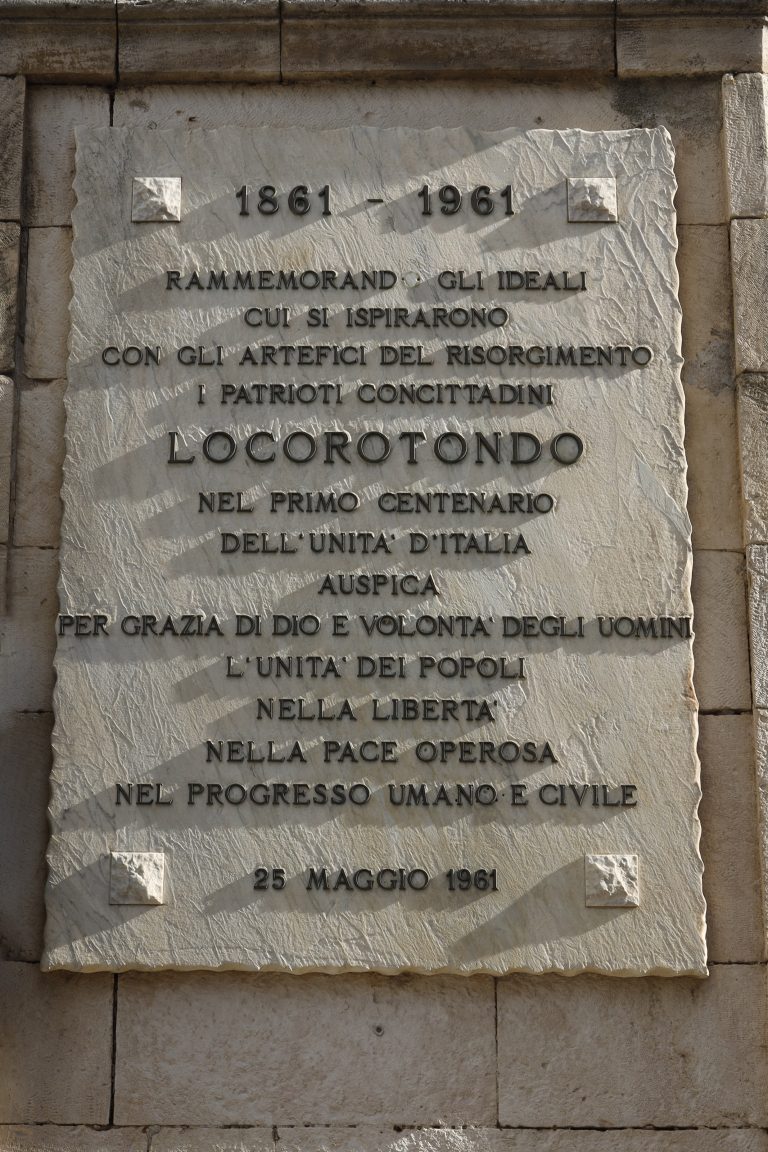 1861 - 1961
RAMMEMORAND GLI IDEALI
CUI SI ISPIRARONO
CON GLI ARTEFICI DEL RISORGIMENTO
I PATRIOTI CONCITTADINI
LOCOROTONDO
NEL PRIMO CENTENARIO
DELL'UNITA' D'ITALIA
AUSPICA
PER GRAZIA DI DIO E VOLONTA' DEGLI UOMINI
L'UNITA' DEI POPOLI
NELLA LIBERTA'
NELLA PACE OPEROSA
NEL PROGRESSO UMANO E CIVILE
25 MAGGIO 1961